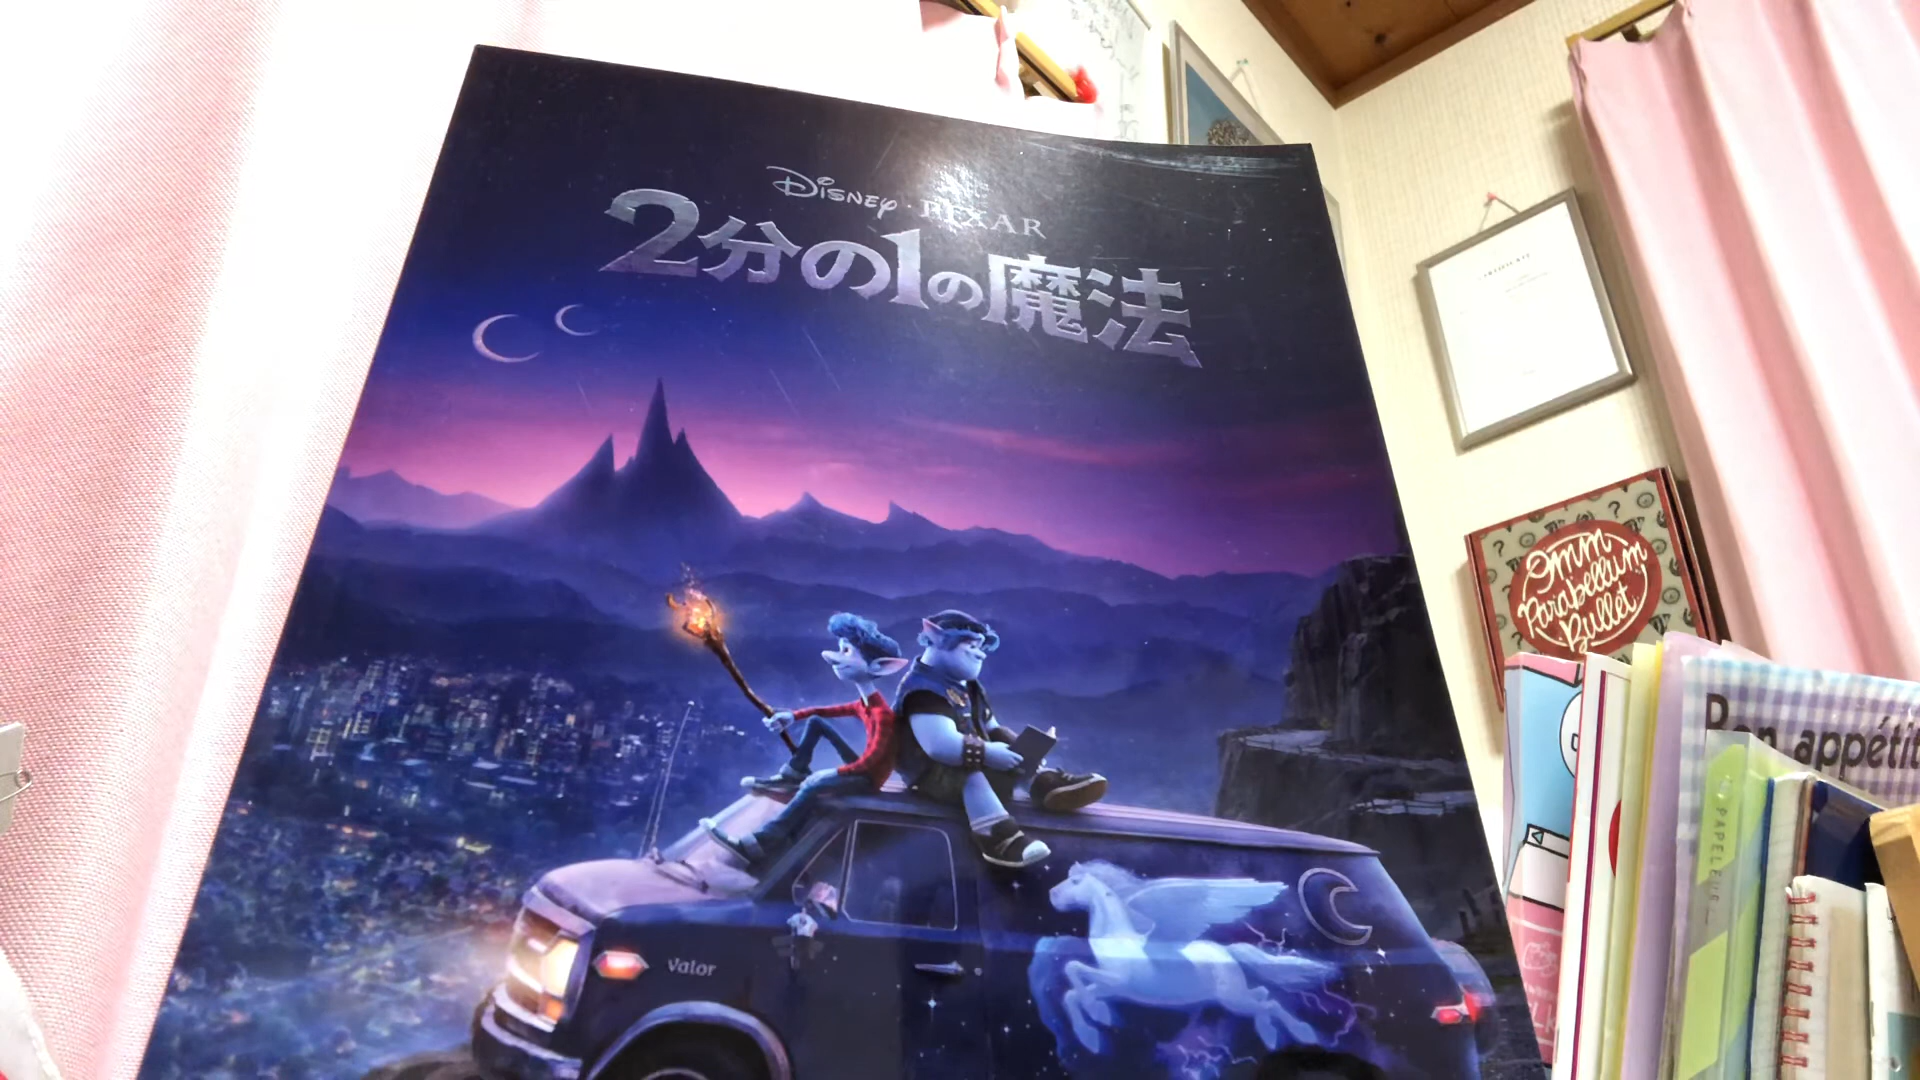 Disney・PIXAR
2分の1の魔法
Valor
9mm
Parabellum
Bullet
Bon appétit
PAPELEUR